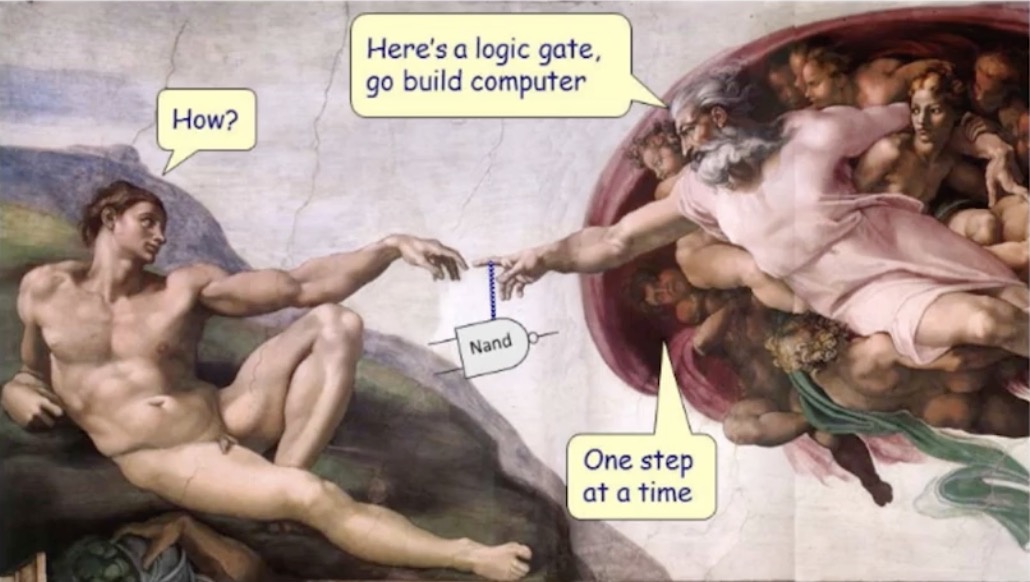 Here's a logic gate,
go build computer
How?
Nand
One step
at a time